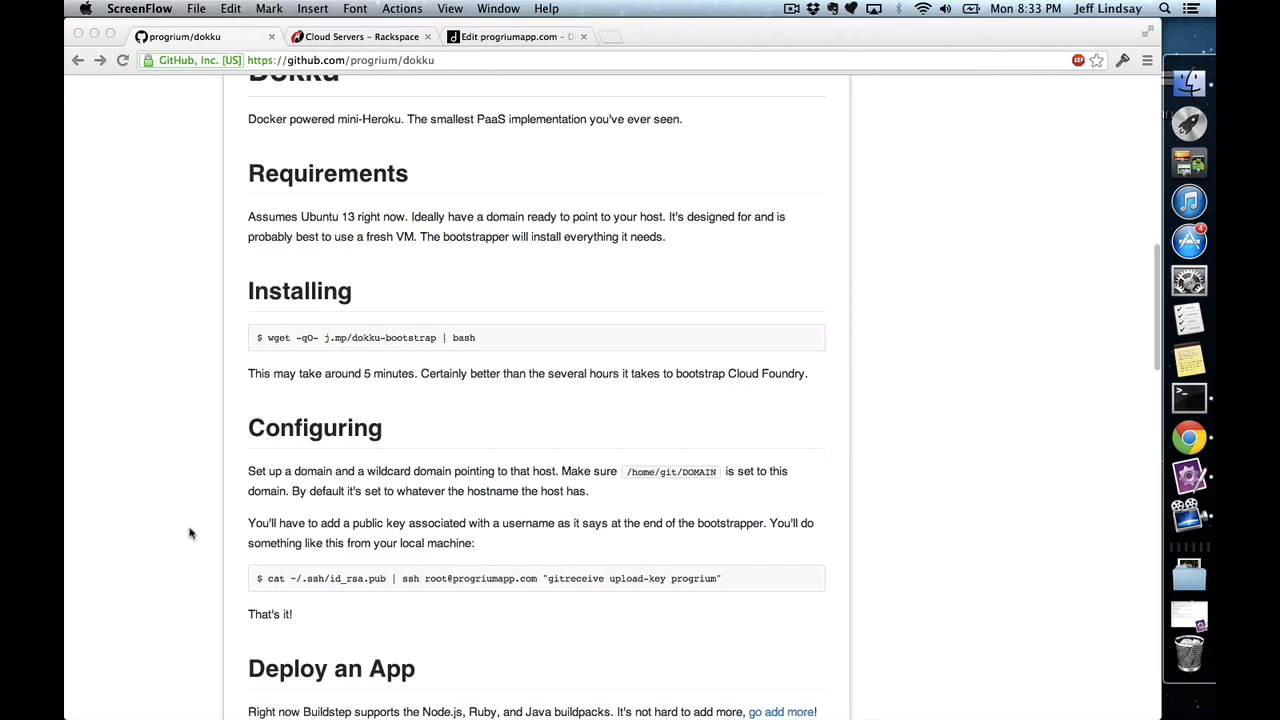 ScreenFlow File Edit Mark Insert Font Actions View Window Help Mon 8:33 PM Jeff Lindsay
progrium/dokku Cloud Servers - Rackspace Edit progriumapp.com - D
GitHub, Inc. [US] https://github.com/progrium/dokku
ABP
Dokku
Docker powered mini-Heroku. The smallest PaaS implementation you've ever seen.
Requirements
Assumes Ubuntu 13 right now. Ideally have a domain ready to point to your host. It's designed for and is
probably best to use a fresh VM. The bootstrapper will install everything it needs.
Installing
$ wget -qO- j.mp/dokku-bootstrap | bash
This may take around 5 minutes. Certainly better than the several hours it takes to bootstrap Cloud Foundry.
Configuring
Set up a domain and a wildcard domain pointing to that host. Make sure /home/git/DOMAIN is set to this
domain. By default it's set to whatever the hostname the host has.
You'll have to add a public key associated with a username as it says at the end of the bootstrapper. You'll do
something like this from your local machine:
$ cat ~/.ssh/id_rsa.pub | ssh root@progriumapp.com "gitreceive upload-key progrium"
That's it!
Deploy an App
Right now Buildstep supports the Node.js, Ruby, and Java buildpacks. It's not hard to add more, go add more!
4